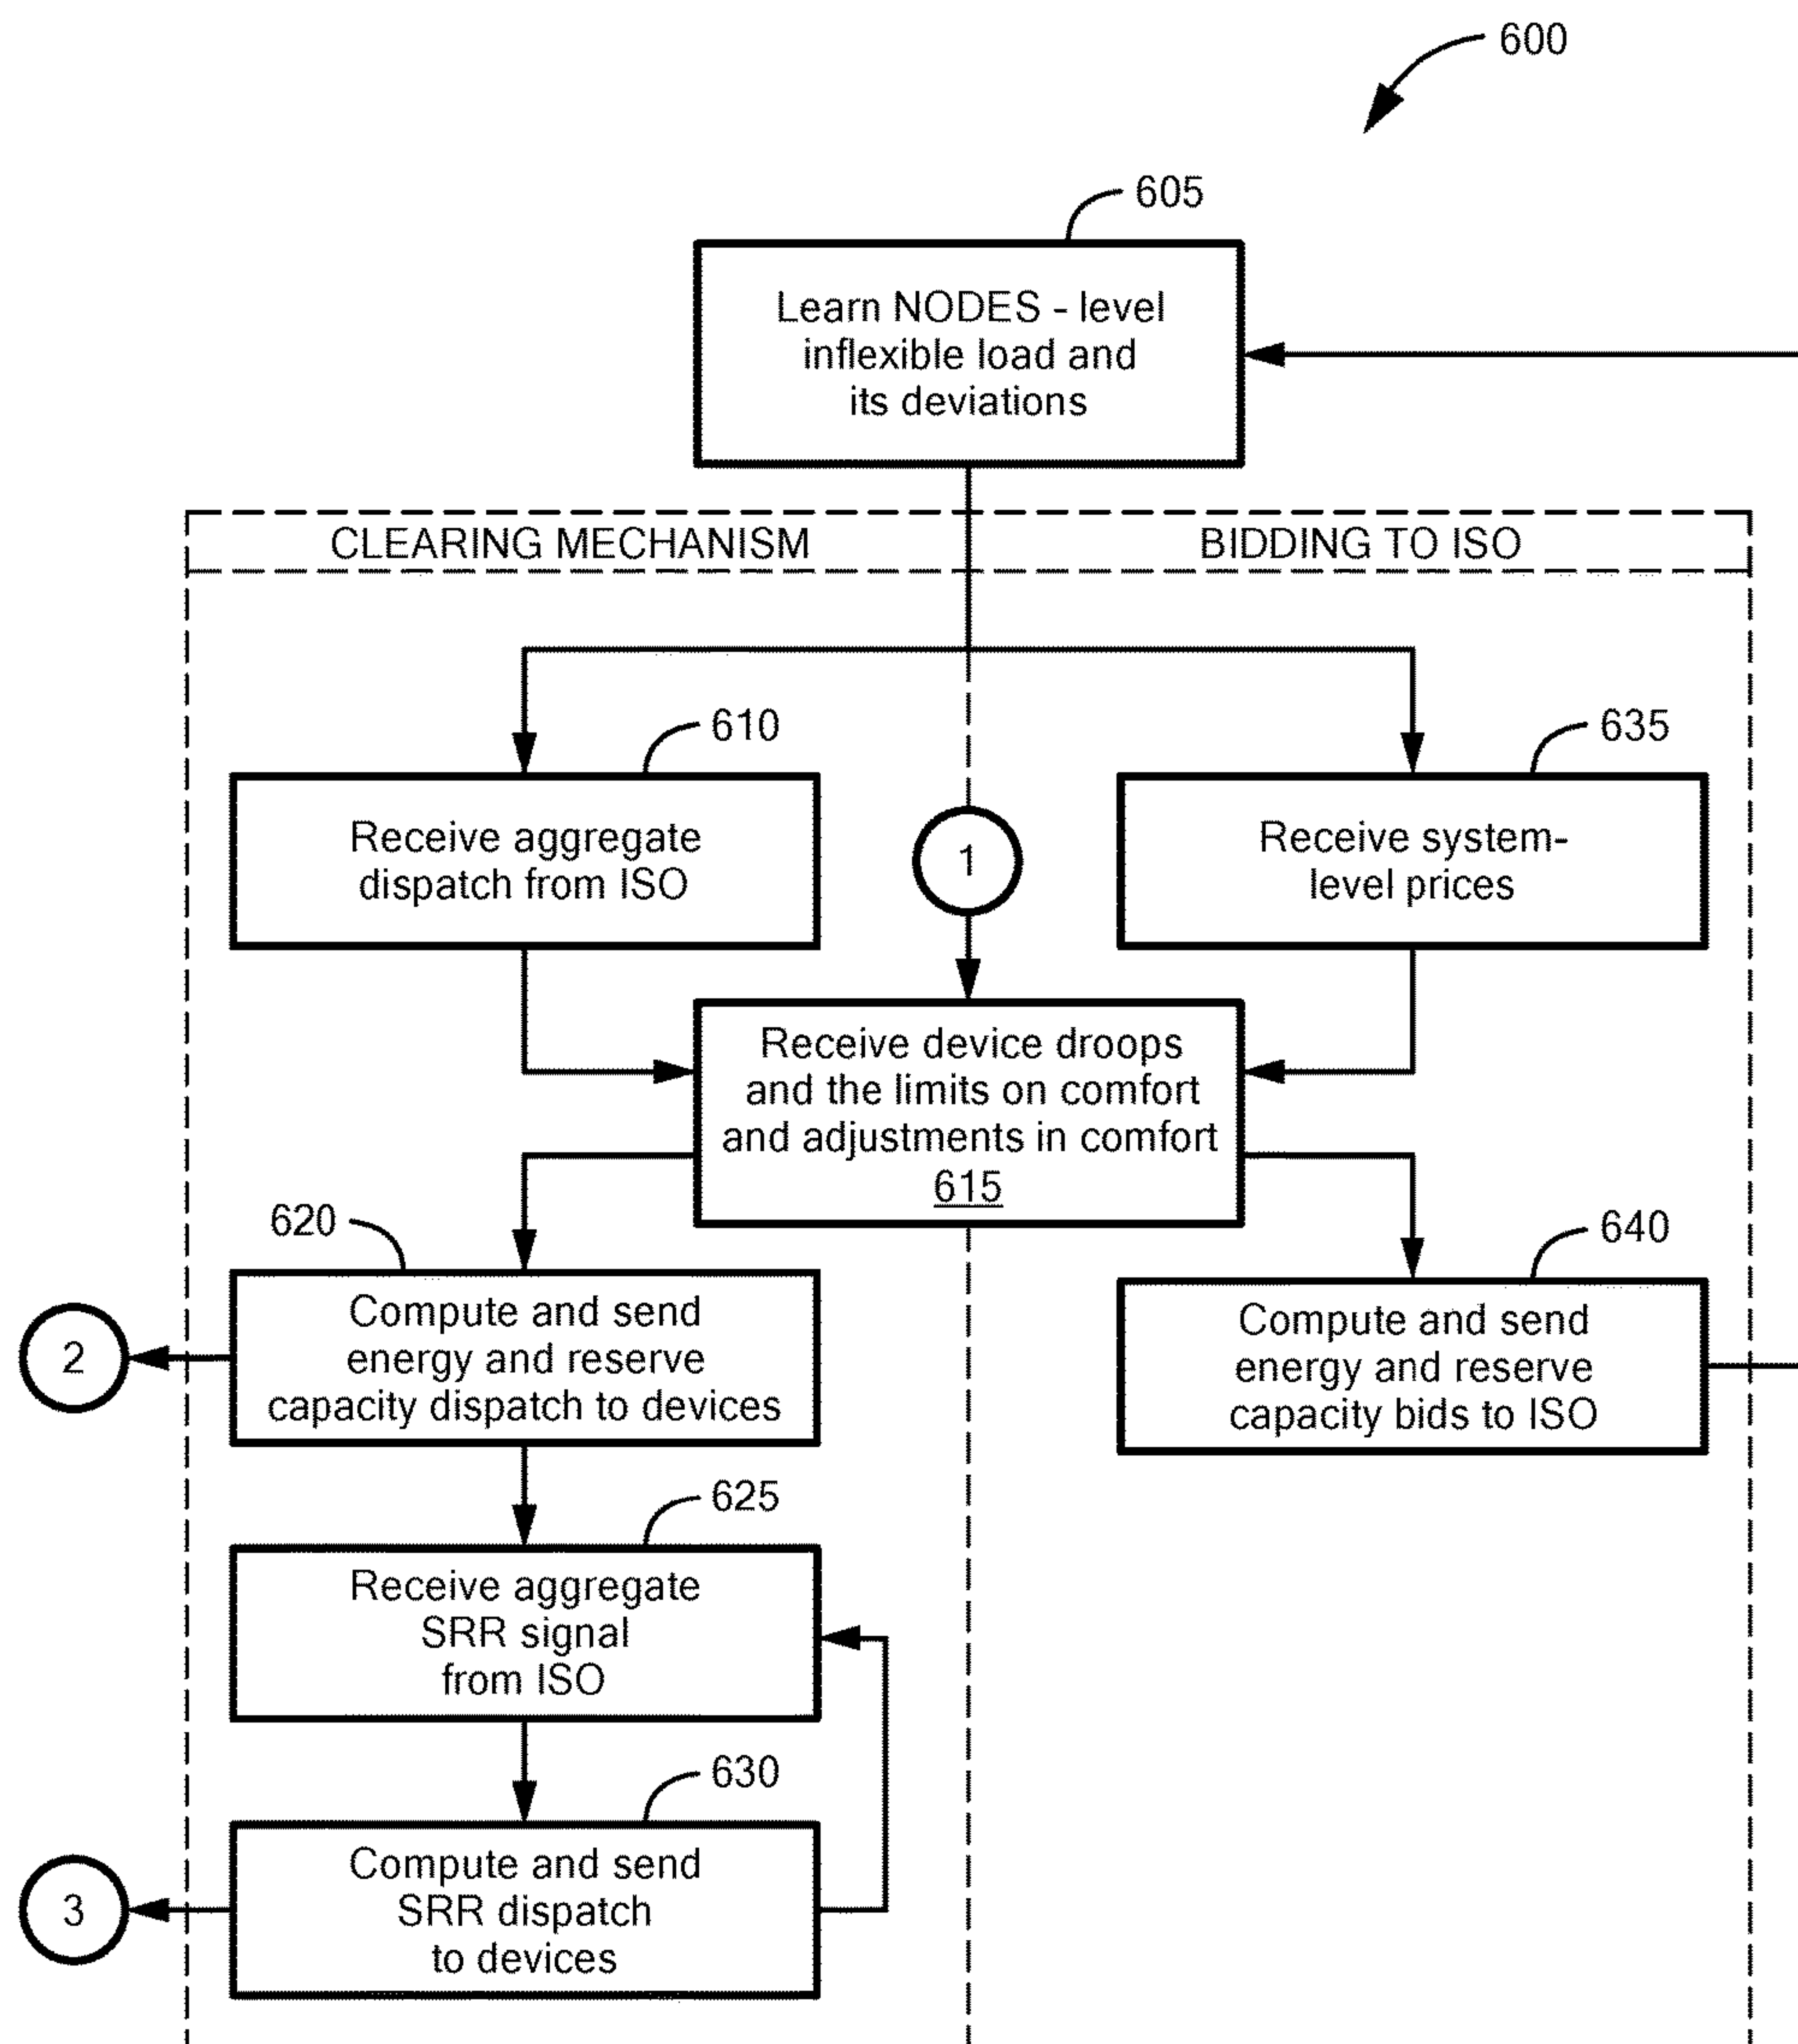 600
605
Learn NODES - level
inflexible load and
its deviations
CLEARING MECHANISM
BIDDING TO ISO
610
635
Receive aggregate
dispatch from ISO
1
Receive system-
level prices
Receive device droops
and the limits on comfort
and adjustments in comfort
615
620
640
Compute and send
energy and reserve
capacity dispatch to devices
2
Compute and send
energy and reserve
capacity bids to ISO
625
Receive aggregate
SRR signal
from ISO
630
Compute and send
SRR dispatch
to devices
3